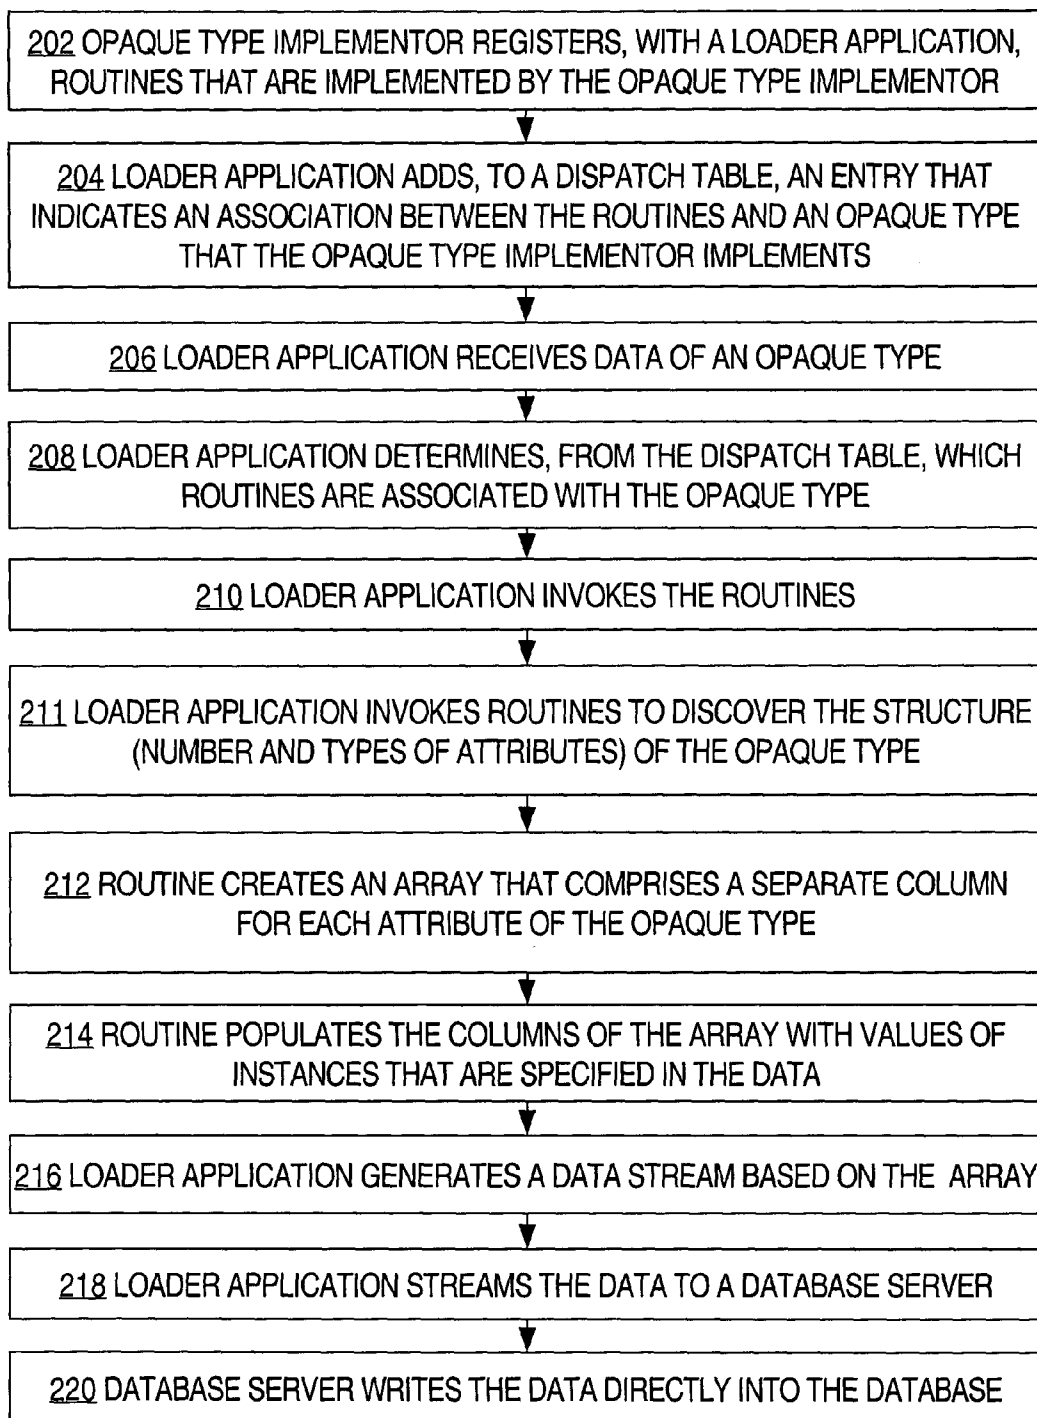 202 OPAQUE TYPE IMPLEMENTOR REGISTERS, WITH A LOADER APPLICATION,
ROUTINES THAT ARE IMPLEMENTED BY THE OPAQUE TYPE IMPLEMENTOR
204 LOADER APPLICATION ADDS, TO A DISPATCH TABLE, AN ENTRY THAT
INDICATES AN ASSOCIATION BETWEEN THE ROUTINES AND AN OPAQUE TYPE
THAT THE OPAQUE TYPE IMPLEMENTOR IMPLEMENTS
206 LOADER APPLICATION RECEIVES DATA OF AN OPAQUE TYPE
208 LOADER APPLICATION DETERMINES, FROM THE DISPATCH TABLE, WHICH
ROUTINES ARE ASSOCIATED WITH THE OPAQUE TYPE
210 LOADER APPLICATION INVOKES THE ROUTINES
211 LOADER APPLICATION INVOKES ROUTINES TO DISCOVER THE STRUCTURE
(NUMBER AND TYPES OF ATTRIBUTES) OF THE OPAQUE TYPE
212 ROUTINE CREATES AN ARRAY THAT COMPRISES A SEPARATE COLUMN
FOR EACH ATTRIBUTE OF THE OPAQUE TYPE
214 ROUTINE POPULATES THE COLUMNS OF THE ARRAY WITH VALUES OF
INSTANCES THAT ARE SPECIFIED IN THE DATA
216 LOADER APPLICATION GENERATES A DATA STREAM BASED ON THE ARRAY
218 LOADER APPLICATION STREAMS THE DATA TO A DATABASE SERVER
220 DATABASE SERVER WRITES THE DATA DIRECTLY INTO THE DATABASE